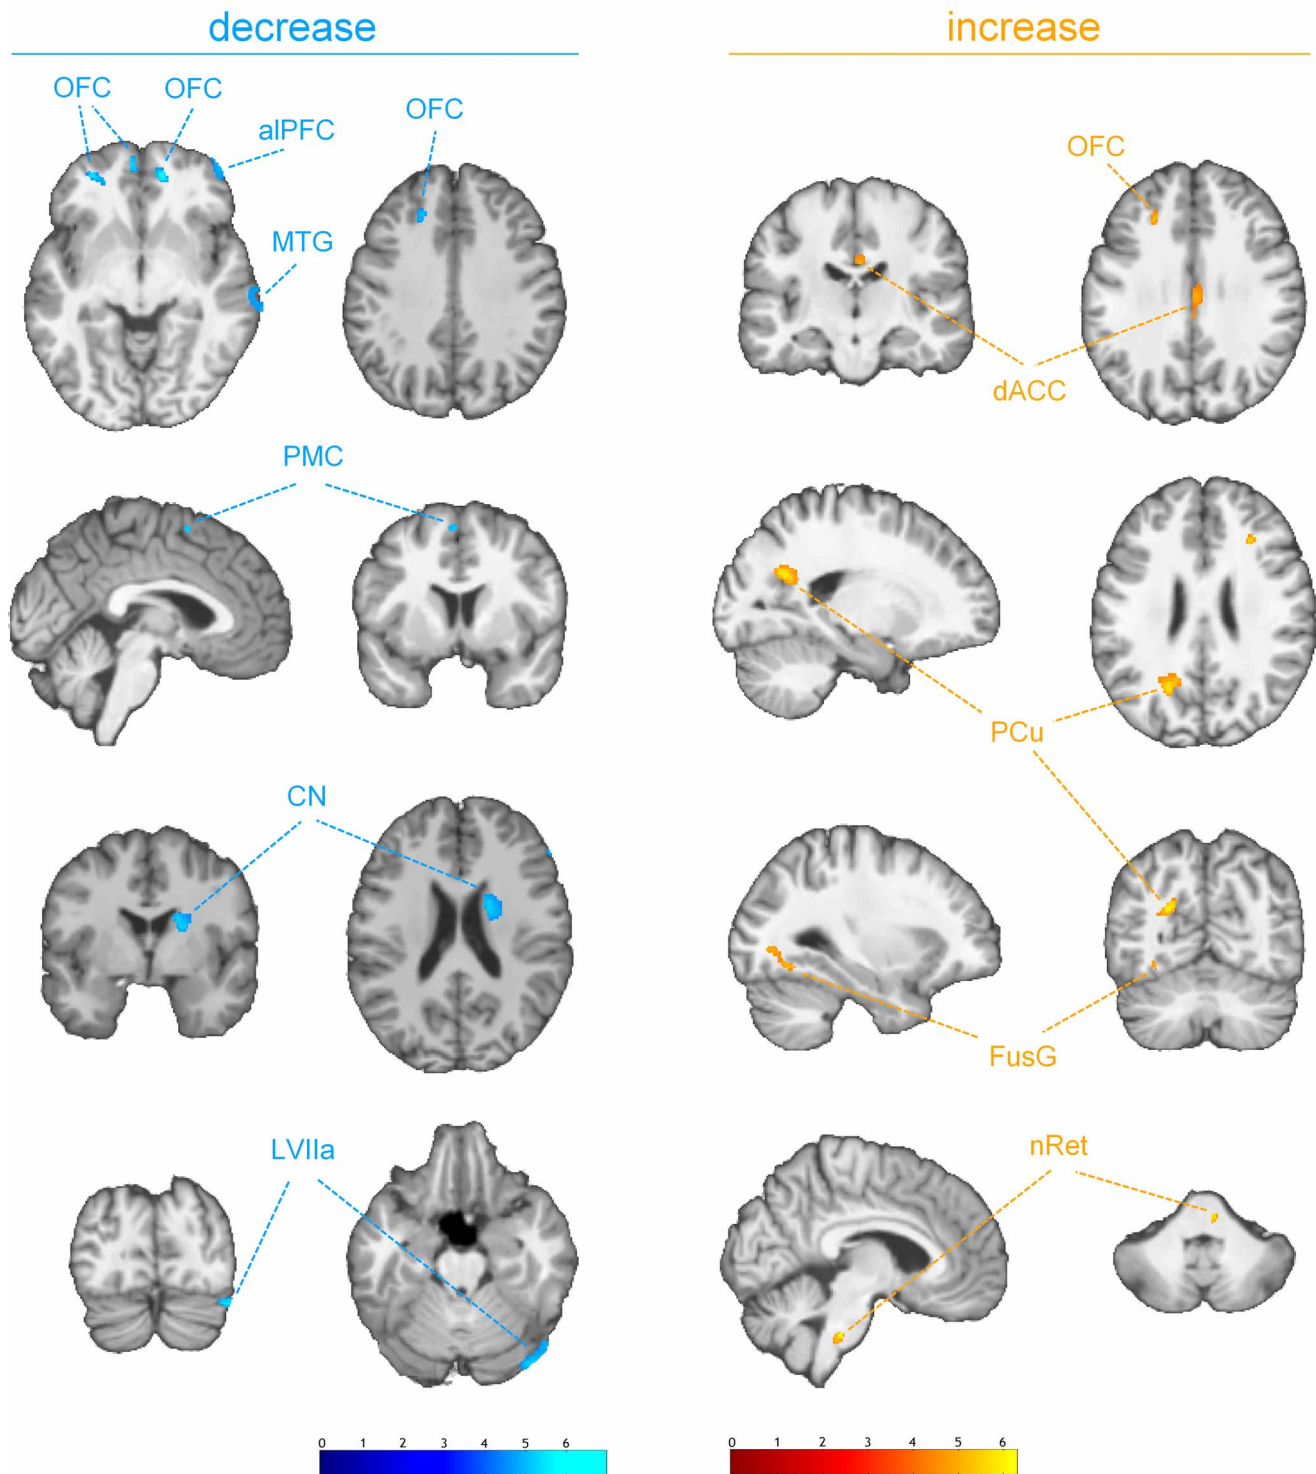 decrease
increase
OFC
OFC
OFC
alPFC
MTG
OFC
dACC
PMC
PCu
CN
FusG
LVIIa
nRet
0 1 2 3 4 5 6
0 1 2 3 4 5 6